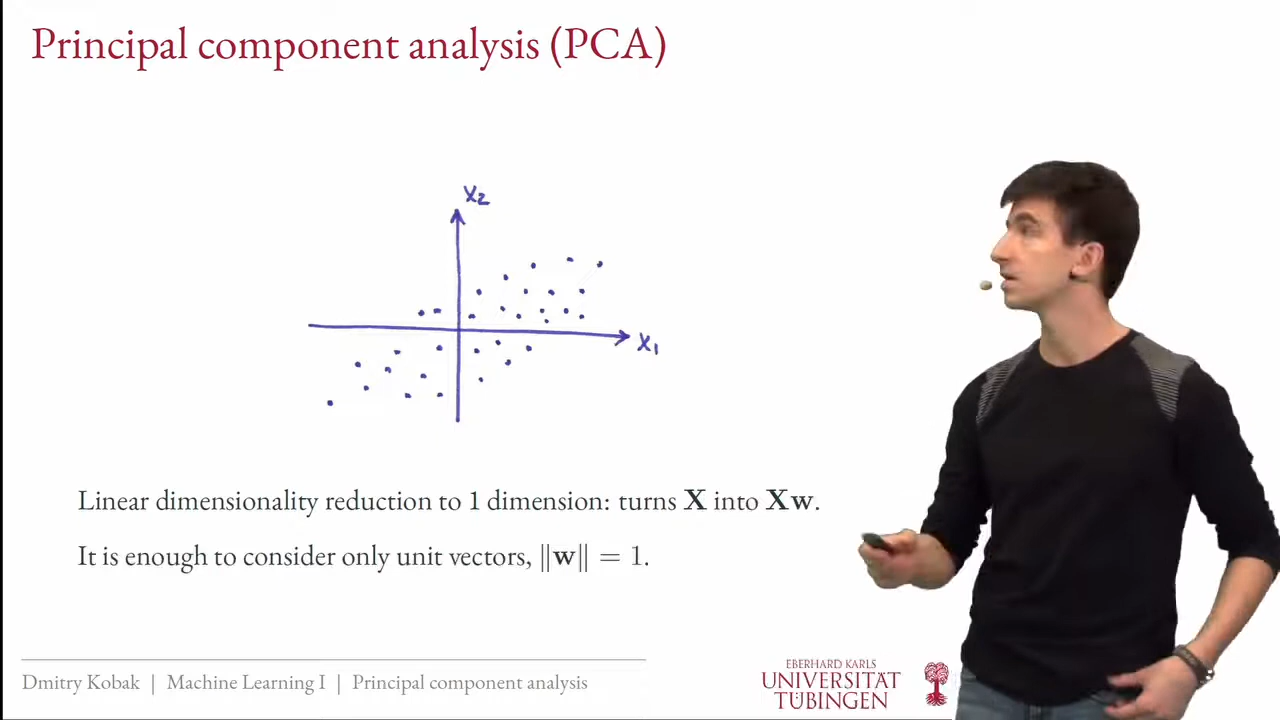 Principal component analysis (PCA)
x₂
x₁
Linear dimensionality reduction to 1 dimension: turns X into Xw.
It is enough to consider only unit vectors, ‖w‖ = 1.
Dmitry Kobak | Machine Learning I | Principal component analysis
EBERHARD KARLS
UNIVERSITÄT
TÜBINGEN